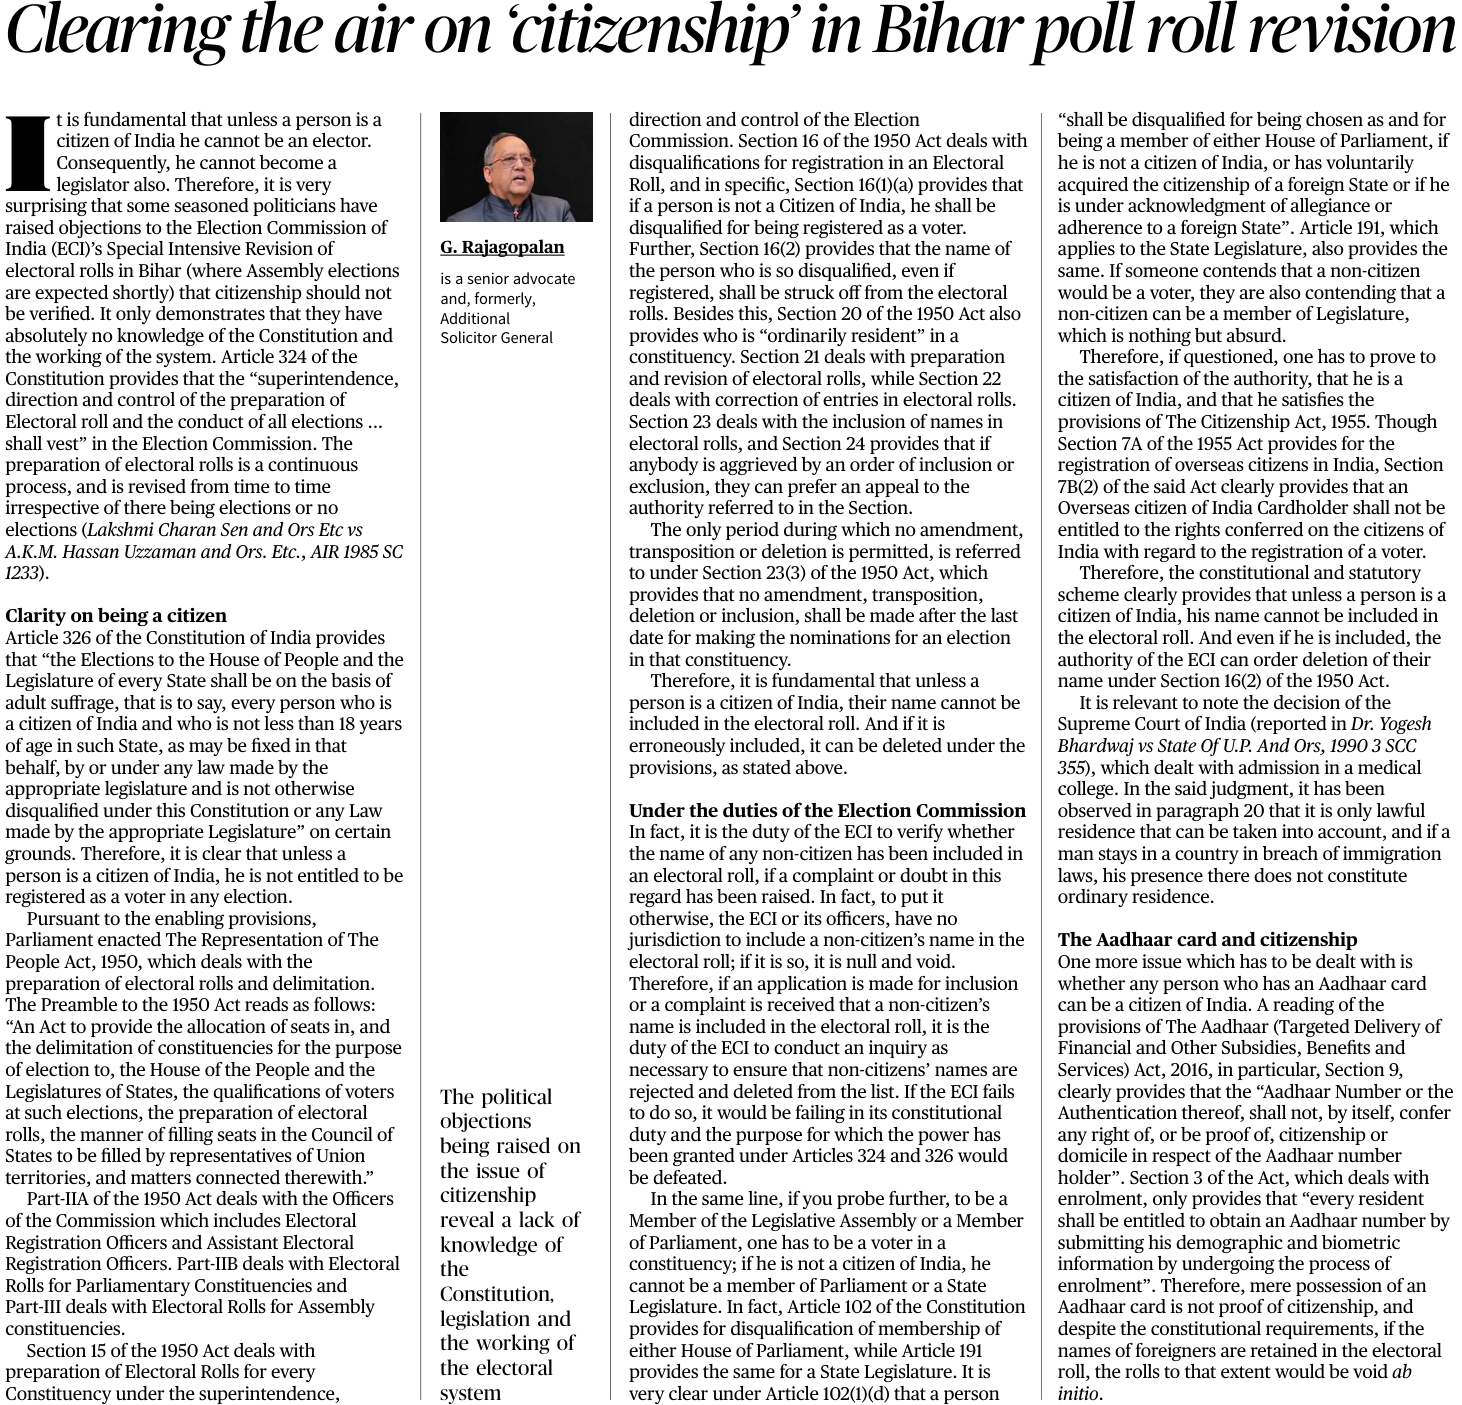 Clearing the air on ‘citizenship’ in Bihar poll roll revision
It is fundamental that unless a person is a
citizen of India he cannot be an elector.
Consequently, he cannot become a
legislator also. Therefore, it is very
surprising that some seasoned politicians have
raised objections to the Election Commission of
India (ECI)’s Special Intensive Revision of
electoral rolls in Bihar (where Assembly elections
are expected shortly) that citizenship should not
be verified. It only demonstrates that they have
absolutely no knowledge of the Constitution and
the working of the system. Article 324 of the
Constitution provides that the “superintendence,
direction and control of the preparation of
Electoral roll and the conduct of all elections ...
shall vest” in the Election Commission. The
preparation of electoral rolls is a continuous
process, and is revised from time to time
irrespective of there being elections or no
elections (Lakshmi Charan Sen and Ors Etc vs
A.K.M. Hassan Uzzaman and Ors. Etc., AIR 1985 SC
1233).
Clarity on being a citizen
Article 326 of the Constitution of India provides
that “the Elections to the House of People and the
Legislature of every State shall be on the basis of
adult suffrage, that is to say, every person who is
a citizen of India and who is not less than 18 years
of age in such State, as may be fixed in that
behalf, by or under any law made by the
appropriate legislature and is not otherwise
disqualified under this Constitution or any Law
made by the appropriate Legislature” on certain
grounds. Therefore, it is clear that unless a
person is a citizen of India, he is not entitled to be
registered as a voter in any election.
Pursuant to the enabling provisions,
Parliament enacted The Representation of The
People Act, 1950, which deals with the
preparation of electoral rolls and delimitation.
The Preamble to the 1950 Act reads as follows:
“An Act to provide the allocation of seats in, and
the delimitation of constituencies for the purpose
of election to, the House of the People and the
Legislatures of States, the qualifications of voters
at such elections, the preparation of electoral
rolls, the manner of filling seats in the Council of
States to be filled by representatives of Union
territories, and matters connected therewith.”
Part-IIA of the 1950 Act deals with the Officers
of the Commission which includes Electoral
Registration Officers and Assistant Electoral
Registration Officers. Part-IIB deals with Electoral
Rolls for Parliamentary Constituencies and
Part-III deals with Electoral Rolls for Assembly
constituencies.
Section 15 of the 1950 Act deals with
preparation of Electoral Rolls for every
Constituency under the superintendence,
G. Rajagopalan
is a senior advocate
and, formerly,
Additional
Solicitor General
The political
objections
being raised on
the issue of
citizenship
reveal a lack of
knowledge of
the
Constitution,
legislation and
the working of
the electoral
system
direction and control of the Election
Commission. Section 16 of the 1950 Act deals with
disqualifications for registration in an Electoral
Roll, and in specific, Section 16(1)(a) provides that
if a person is not a Citizen of India, he shall be
disqualified for being registered as a voter.
Further, Section 16(2) provides that the name of
the person who is so disqualified, even if
registered, shall be struck off from the electoral
rolls. Besides this, Section 20 of the 1950 Act also
provides who is “ordinarily resident” in a
constituency. Section 21 deals with preparation
and revision of electoral rolls, while Section 22
deals with correction of entries in electoral rolls.
Section 23 deals with the inclusion of names in
electoral rolls, and Section 24 provides that if
anybody is aggrieved by an order of inclusion or
exclusion, they can prefer an appeal to the
authority referred to in the Section.
The only period during which no amendment,
transposition or deletion is permitted, is referred
to under Section 23(3) of the 1950 Act, which
provides that no amendment, transposition,
deletion or inclusion, shall be made after the last
date for making the nominations for an election
in that constituency.
Therefore, it is fundamental that unless a
person is a citizen of India, their name cannot be
included in the electoral roll. And if it is
erroneously included, it can be deleted under the
provisions, as stated above.
Under the duties of the Election Commission
In fact, it is the duty of the ECI to verify whether
the name of any non-citizen has been included in
an electoral roll, if a complaint or doubt in this
regard has been raised. In fact, to put it
otherwise, the ECI or its officers, have no
jurisdiction to include a non-citizen’s name in the
electoral roll; if it is so, it is null and void.
Therefore, if an application is made for inclusion
or a complaint is received that a non-citizen’s
name is included in the electoral roll, it is the
duty of the ECI to conduct an inquiry as
necessary to ensure that non-citizens’ names are
rejected and deleted from the list. If the ECI fails
to do so, it would be failing in its constitutional
duty and the purpose for which the power has
been granted under Articles 324 and 326 would
be defeated.
In the same line, if you probe further, to be a
Member of the Legislative Assembly or a Member
of Parliament, one has to be a voter in a
constituency; if he is not a citizen of India, he
cannot be a member of Parliament or a State
Legislature. In fact, Article 102 of the Constitution
provides for disqualification of membership of
either House of Parliament, while Article 191
provides the same for a State Legislature. It is
very clear under Article 102(1)(d) that a person
“shall be disqualified for being chosen as and for
being a member of either House of Parliament, if
he is not a citizen of India, or has voluntarily
acquired the citizenship of a foreign State or if he
is under acknowledgment of allegiance or
adherence to a foreign State”. Article 191, which
applies to the State Legislature, also provides the
same. If someone contends that a non-citizen
would be a voter, they are also contending that a
non-citizen can be a member of Legislature,
which is nothing but absurd.
Therefore, if questioned, one has to prove to
the satisfaction of the authority, that he is a
citizen of India, and that he satisfies the
provisions of The Citizenship Act, 1955. Though
Section 7A of the 1955 Act provides for the
registration of overseas citizens in India, Section
7B(2) of the said Act clearly provides that an
Overseas citizen of India Cardholder shall not be
entitled to the rights conferred on the citizens of
India with regard to the registration of a voter.
Therefore, the constitutional and statutory
scheme clearly provides that unless a person is a
citizen of India, his name cannot be included in
the electoral roll. And even if he is included, the
authority of the ECI can order deletion of their
name under Section 16(2) of the 1950 Act.
It is relevant to note the decision of the
Supreme Court of India (reported in Dr. Yogesh
Bhardwaj vs State Of U.P. And Ors, 1990 3 SCC
355), which dealt with admission in a medical
college. In the said judgment, it has been
observed in paragraph 20 that it is only lawful
residence that can be taken into account, and if a
man stays in a country in breach of immigration
laws, his presence there does not constitute
ordinary residence.
The Aadhaar card and citizenship
One more issue which has to be dealt with is
whether any person who has an Aadhaar card
can be a citizen of India. A reading of the
provisions of The Aadhaar (Targeted Delivery of
Financial and Other Subsidies, Benefits and
Services) Act, 2016, in particular, Section 9,
clearly provides that the “Aadhaar Number or the
Authentication thereof, shall not, by itself, confer
any right of, or be proof of, citizenship or
domicile in respect of the Aadhaar number
holder”. Section 3 of the Act, which deals with
enrolment, only provides that “every resident
shall be entitled to obtain an Aadhaar number by
submitting his demographic and biometric
information by undergoing the process of
enrolment”. Therefore, mere possession of an
Aadhaar card is not proof of citizenship, and
despite the constitutional requirements, if the
names of foreigners are retained in the electoral
roll, the rolls to that extent would be void ab
initio.